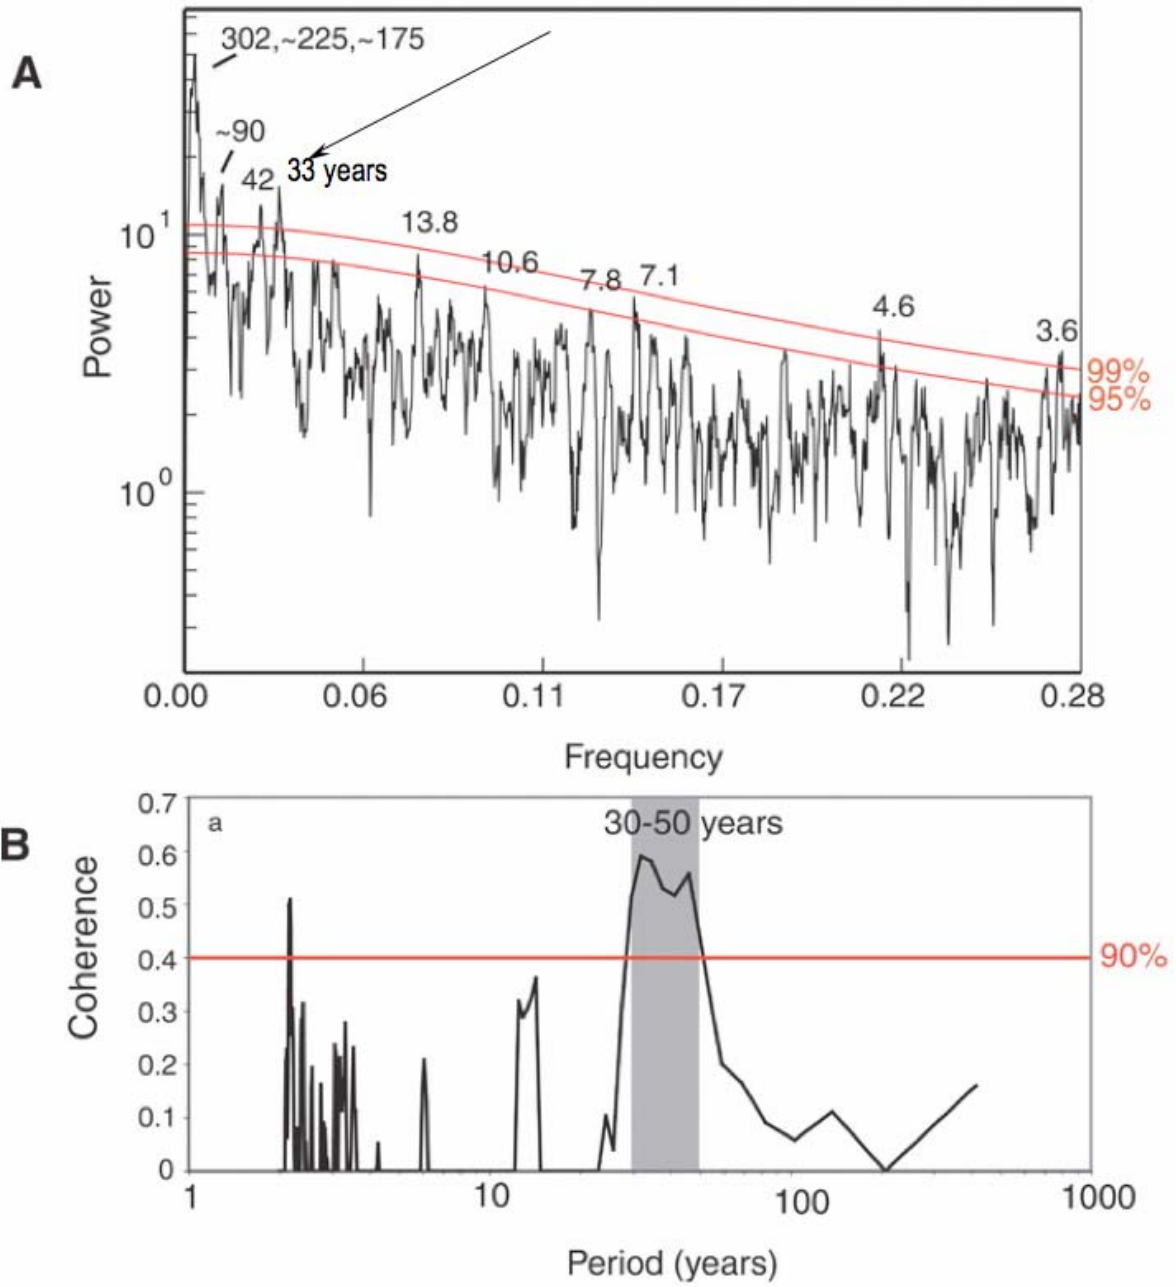 A
302,~225,~175
~90
42
33 years
13.8
10.6
7.8
7.1
4.6
3.6
99%
95%
Power
10 1
10 0
0.00 0.06 0.11 0.17 0.22 0.28
Frequency
B
a
30-50 years
Coherence
0.7
0.6
0.5
0.4
0.3
0.2
0.1
0
90%
1 10 100 1000
Period (years)